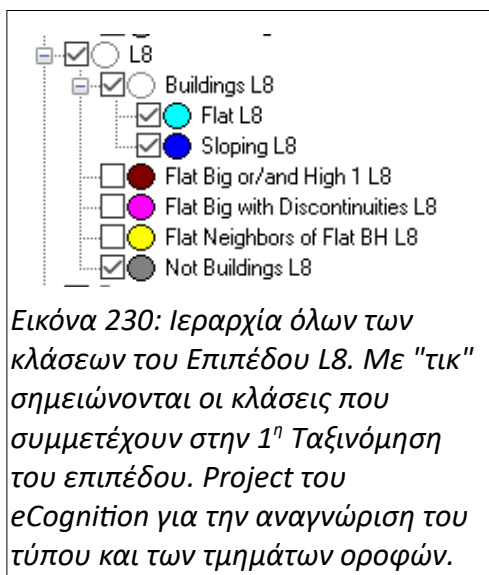 L8
Buildings L8
Flat L8
Sloping L8
Flat Big or/and High 1 L8
Flat Big with Discontinuities L8
Flat Neighbors of Flat BH L8
Not Buildings L8
Εικόνα 230: Ιεραρχία όλων των
κλάσεων του Επιπέδου L8. Με "τικ"
σημειώνονται οι κλάσεις που
συμμετέχουν στην 1η Ταξινόμηση
του επιπέδου. Project του
eCognition για την αναγνώριση του
τύπου και των τμημάτων οροφών.